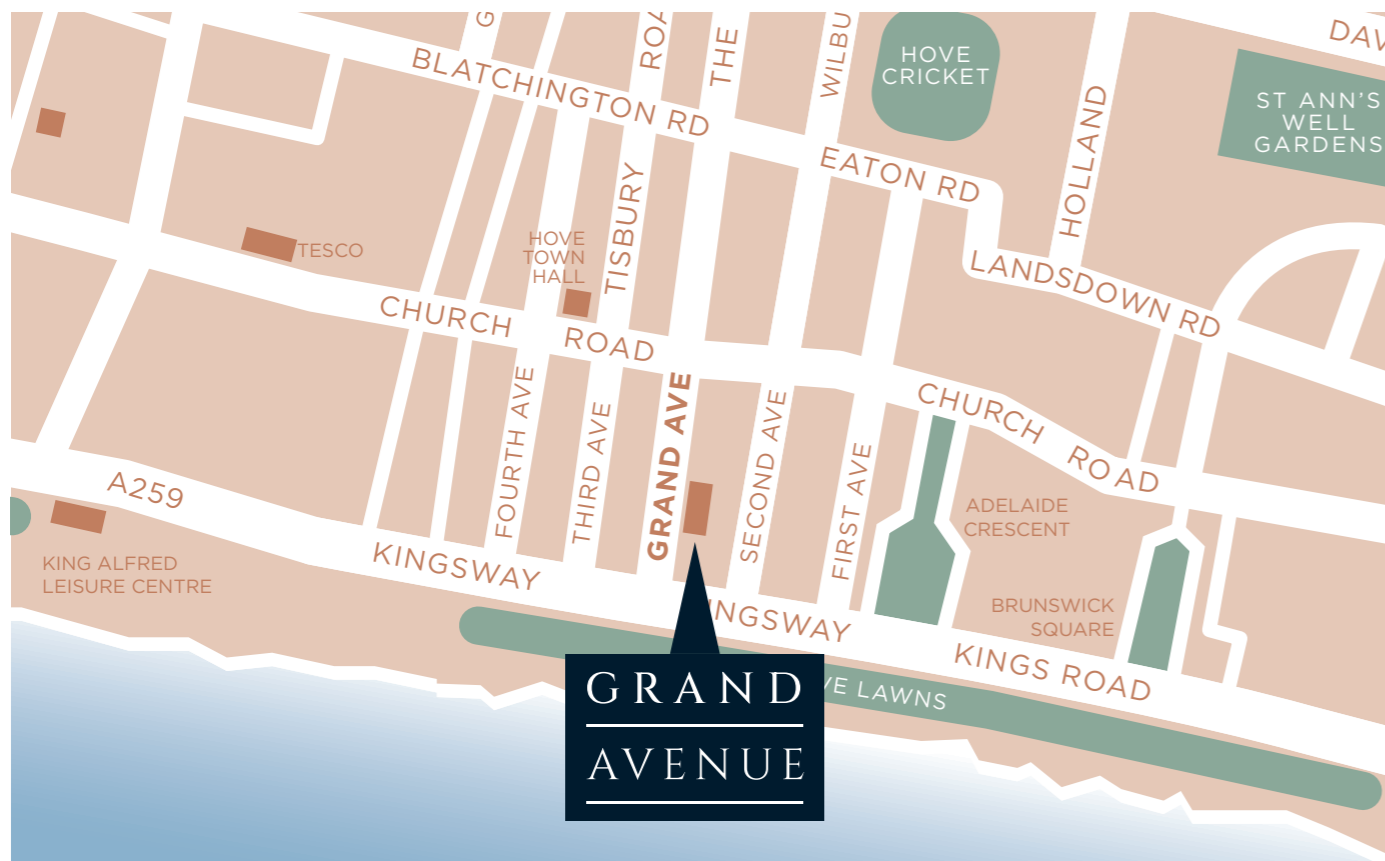 G
ROA
THE
WILBU
HOVE
CRICKET
DAV
BLATCHINGTON RD
ST ANN'S
WELL
GARDENS
HOLLAND
EATON RD
TISBURY
HOVE
TOWN
HALL
TESCO
LANDSDOWN RD
CHURCH ROAD
GRAND AVE
FOURTH AVE
THIRD AVE
SECOND AVE
FIRST AVE
CHURCH ROAD
A259
ADELAIDE
CRESCENT
KING ALFRED
LEISURE CENTRE
KINGSWAY
INGSWAY
BRUNSWICK
SQUARE
KINGS ROAD
VE LAWNS
GRAND
AVENUE